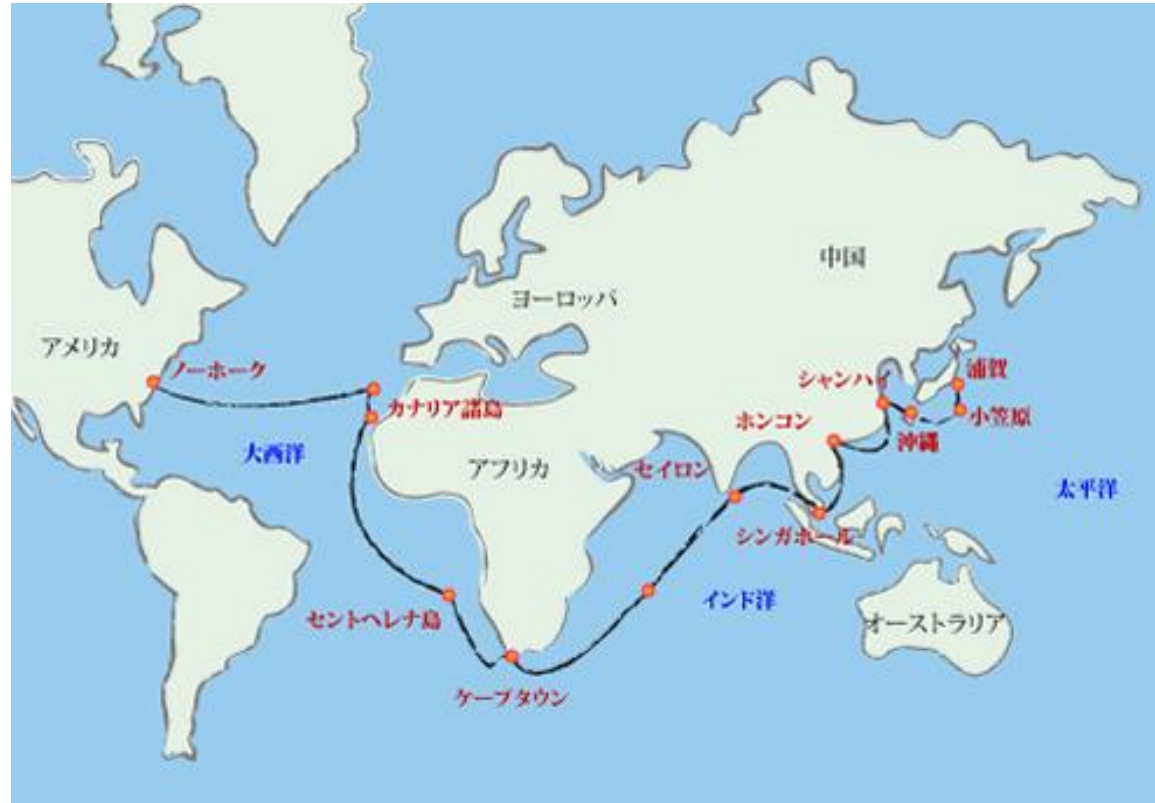 中国
ヨーロッパ
アメリカ
ノーホーク
シャンハ
浦賀
カナリア諸島
ホンコン
沖縄
小笠原
大西洋
アフリカ
セイロン
太平洋
シンガポール
セントヘレナ島
インド洋
オーストラリア
ケープタウン